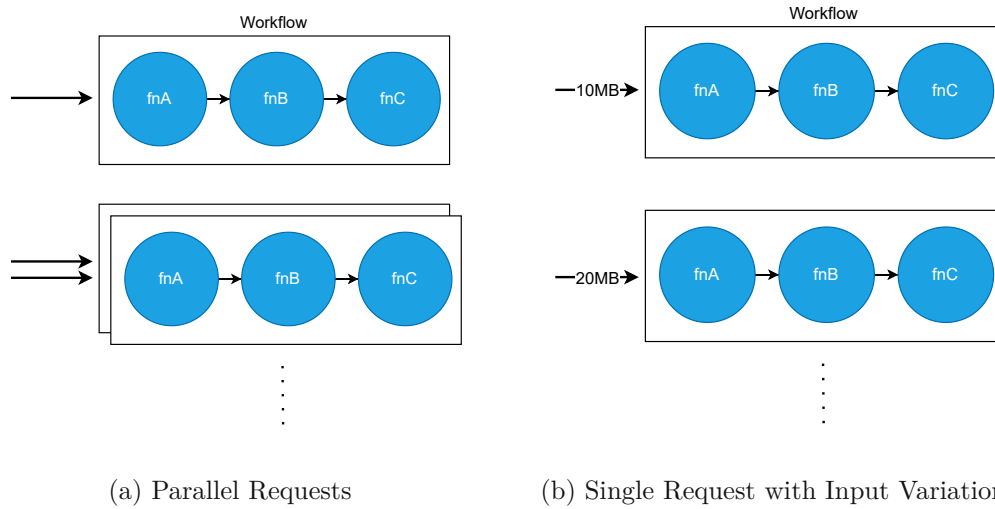 Workflow
fnA fnB fnC
fnA fnB fnC
(a) Parallel Requests
Workflow
10MB fnA fnB fnC
20MB fnA fnB fnC
(b) Single Request with Input Variation